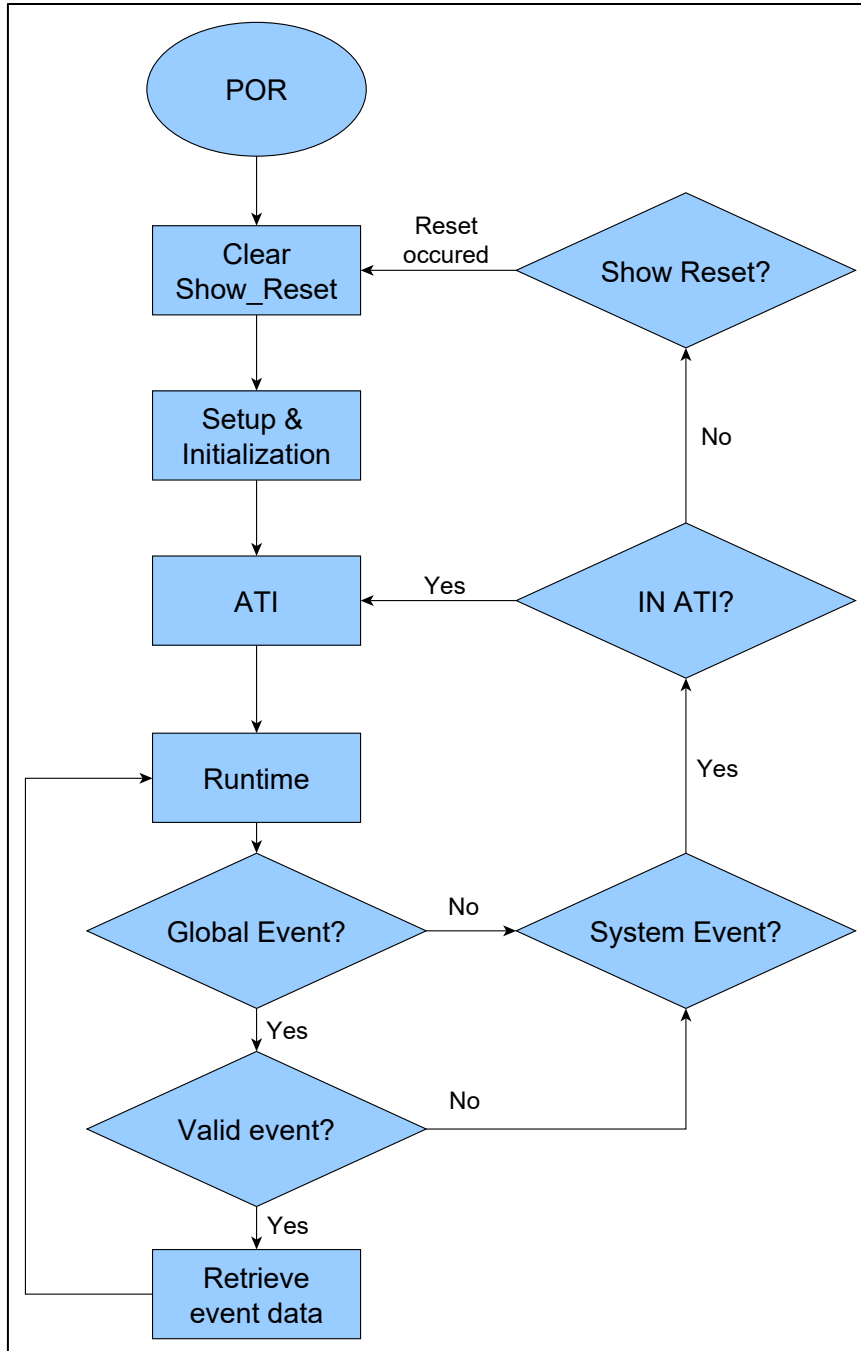 POR
Clear
Show_Reset
Reset
occured
Show Reset?
Setup &
Initialization
No
ATI
Yes
IN ATI?
Runtime
Yes
Global Event?
No
System Event?
Yes
Valid event?
No
Yes
Retrieve
event data